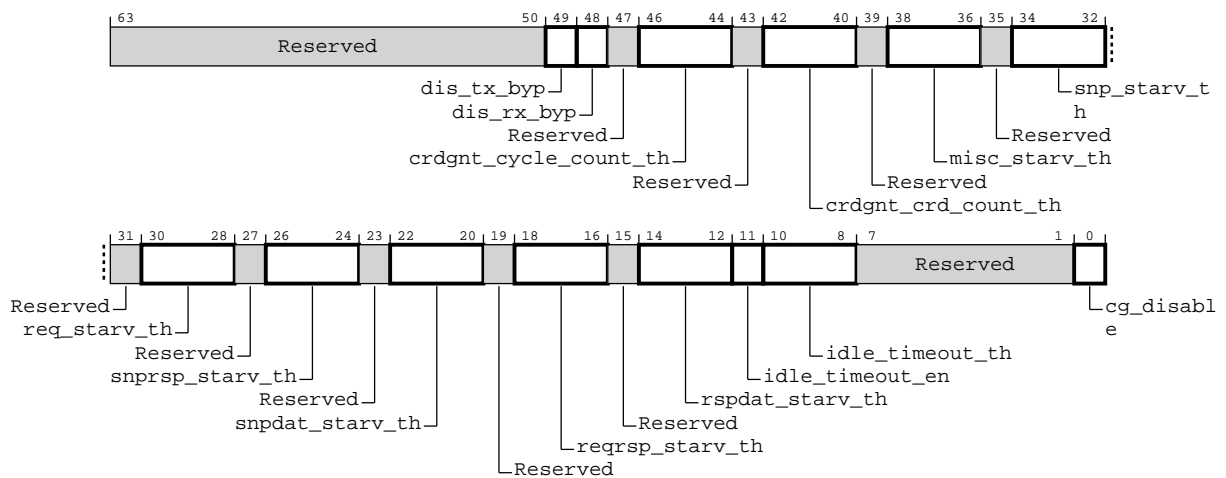 63 50 49 48 47 46 44 43 42 40 39 38 36 35 34 32
Reserved
dis_tx_byp
snp_starv_t
h
dis_rx_byp
Reserved
Reserved
crdgnt_cycle_count_th
misc_starv_th
Reserved
Reserved
crdgnt_crd_count_th
31 30 28 27 26 24 23 22 20 19 18 16 15 14 12 11 10 8 7 1 0
Reserved
Reserved
cg_disabl
e
req_starv_th
Reserved
idle_timeout_th
snprsp_starv_th
idle_timeout_en
Reserved
rspdat_starv_th
snpdat_starv_th
Reserved
reqrsp_starv_th
Reserved